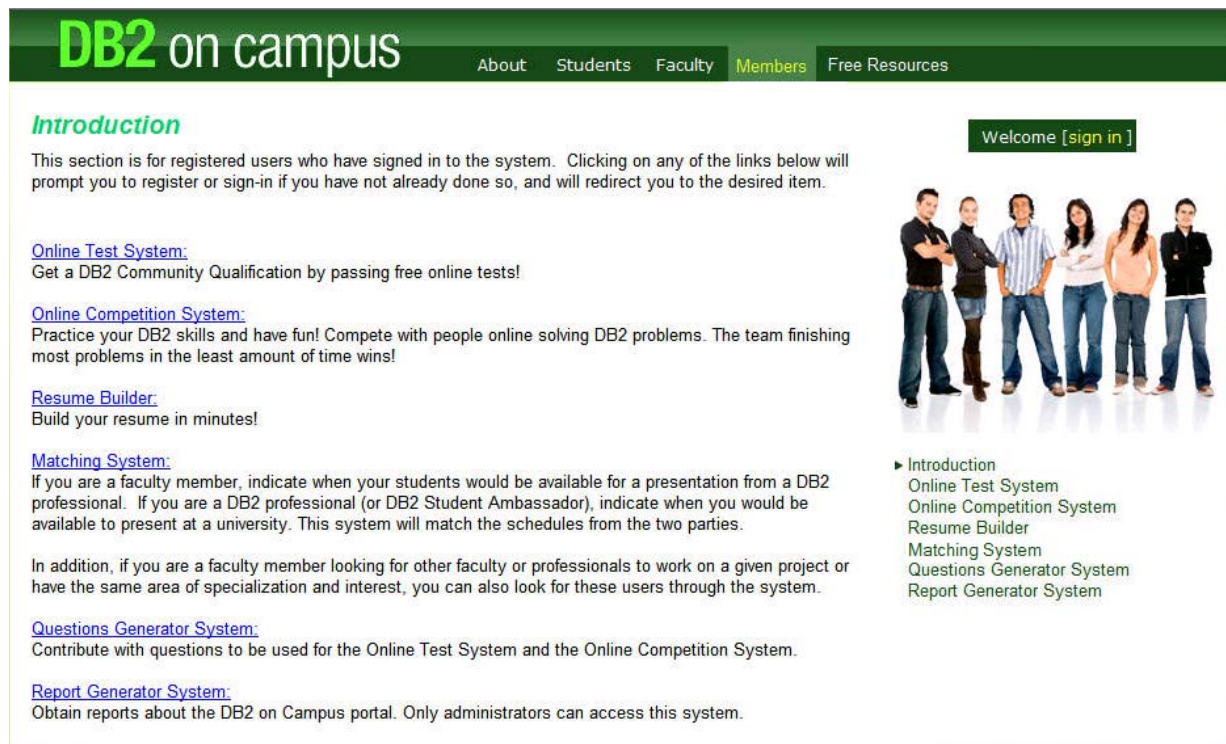 DB2 on campus
About Students Faculty Members Free Resources
Introduction
This section is for registered users who have signed in to the system. Clicking on any of the links below will
prompt you to register or sign-in if you have not already done so, and will redirect you to the desired item.
Online Test System:
Get a DB2 Community Qualification by passing free online tests!
Online Competition System:
Practice your DB2 skills and have fun! Compete with people online solving DB2 problems. The team finishing
most problems in the least amount of time wins!
Resume Builder:
Build your resume in minutes!
Matching System:
If you are a faculty member, indicate when your students would be available for a presentation from a DB2
professional. If you are a DB2 professional (or DB2 Student Ambassador), indicate when you would be
available to present at a university. This system will match the schedules from the two parties.
In addition, if you are a faculty member looking for other faculty or professionals to work on a given project or
have the same area of specialization and interest, you can also look for these users through the system.
Questions Generator System:
Contribute with questions to be used for the Online Test System and the Online Competition System.
Report Generator System:
Obtain reports about the DB2 on Campus portal. Only administrators can access this system.
Welcome [sign in ]
Introduction
Online Test System
Online Competition System
Resume Builder
Matching System
Questions Generator System
Report Generator System